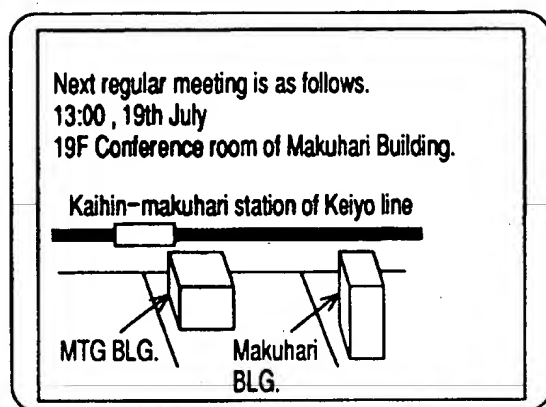 Next regular meeting is as follows.
13:00 , 19th July
19F Conference room of Makuhari Building.
Kaihin-makuhari station of Keiyo line
MTG BLG.
Makuhari
BLG.